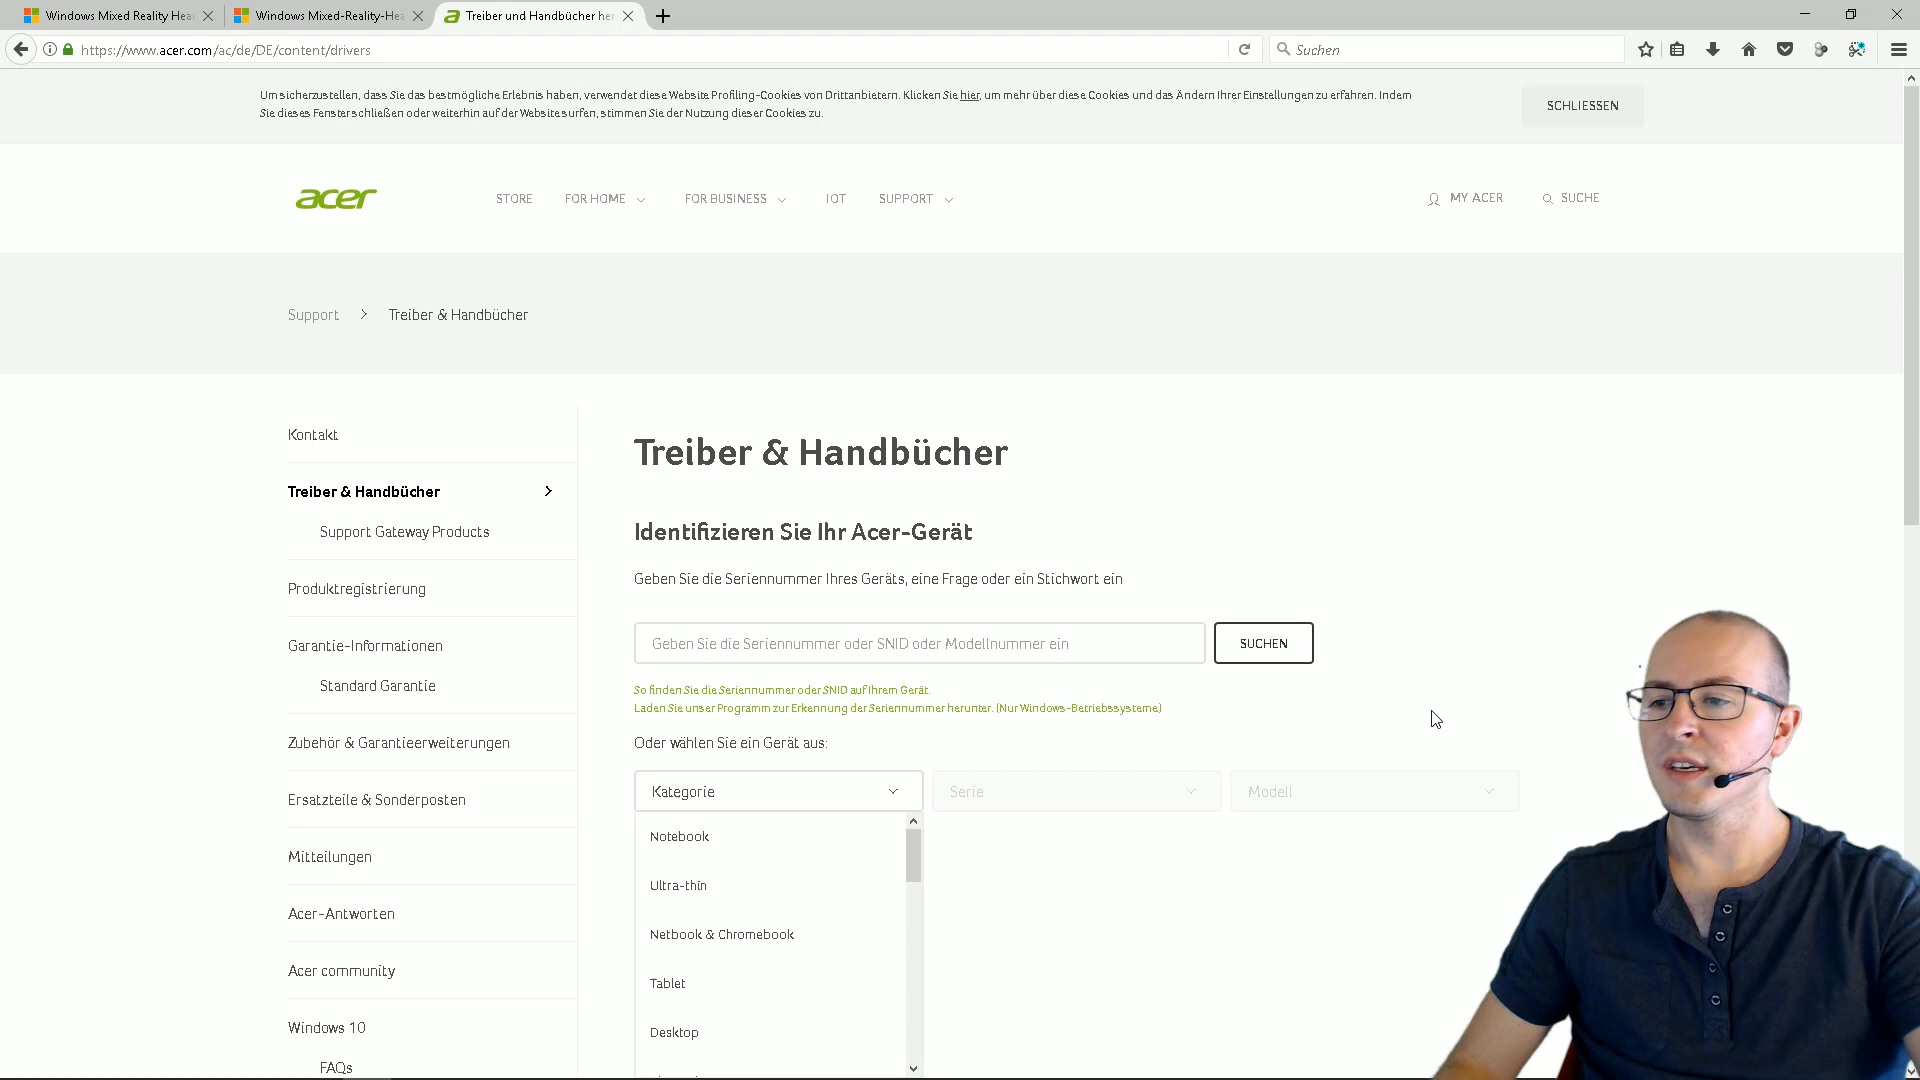 Windows Mixed Reality Hea
Windows Mixed-Reality-Hea
Treiber und Handbücher her
https://www.acer.com/ac/de/DE/content/drivers
Suchen
Um sicherzustellen, dass Sie das bestmögliche Erlebnis haben, verwendet diese Website Profiling-Cookies von Drittanbietern. Klicken Sie hier, um mehr über diese Cookies und das Ändern Ihrer Einstellungen zu erfahren. Indem
Sie dieses Fenster schließen oder weiterhin auf der Website surfen, stimmen Sie der Nutzung dieser Cookies zu.
SCHLIESSEN
acer
STORE
FOR HOME
FOR BUSINESS
IOT
SUPPORT
MY ACER
SUCHE
Support
Treiber & Handbücher
Kontakt
Treiber & Handbücher
Support Gateway Products
Produktregistrierung
Garantie-Informationen
Standard Garantie
Zubehör & Garantieerweiterungen
Ersatzteile & Sonderposten
Mitteilungen
Acer-Antworten
Acer community
Windows 10
FAQs
Treiber & Handbücher
Identifizieren Sie Ihr Acer-Gerät
Geben Sie die Seriennummer Ihres Geräts, eine Frage oder ein Stichwort ein
Geben Sie die Seriennummer oder SNID oder Modellnummer ein
SUCHEN
So finden Sie die Seriennummer oder SNID auf Ihrem Gerät.
Laden Sie unser Programm zur Erkennung der Seriennummer herunter. (Nur Windows-Betriebssysteme)
Oder wählen Sie ein Gerät aus:
Kategorie
Serie
Modell
Notebook
Ultra-thin
Netbook & Chromebook
Tablet
Desktop